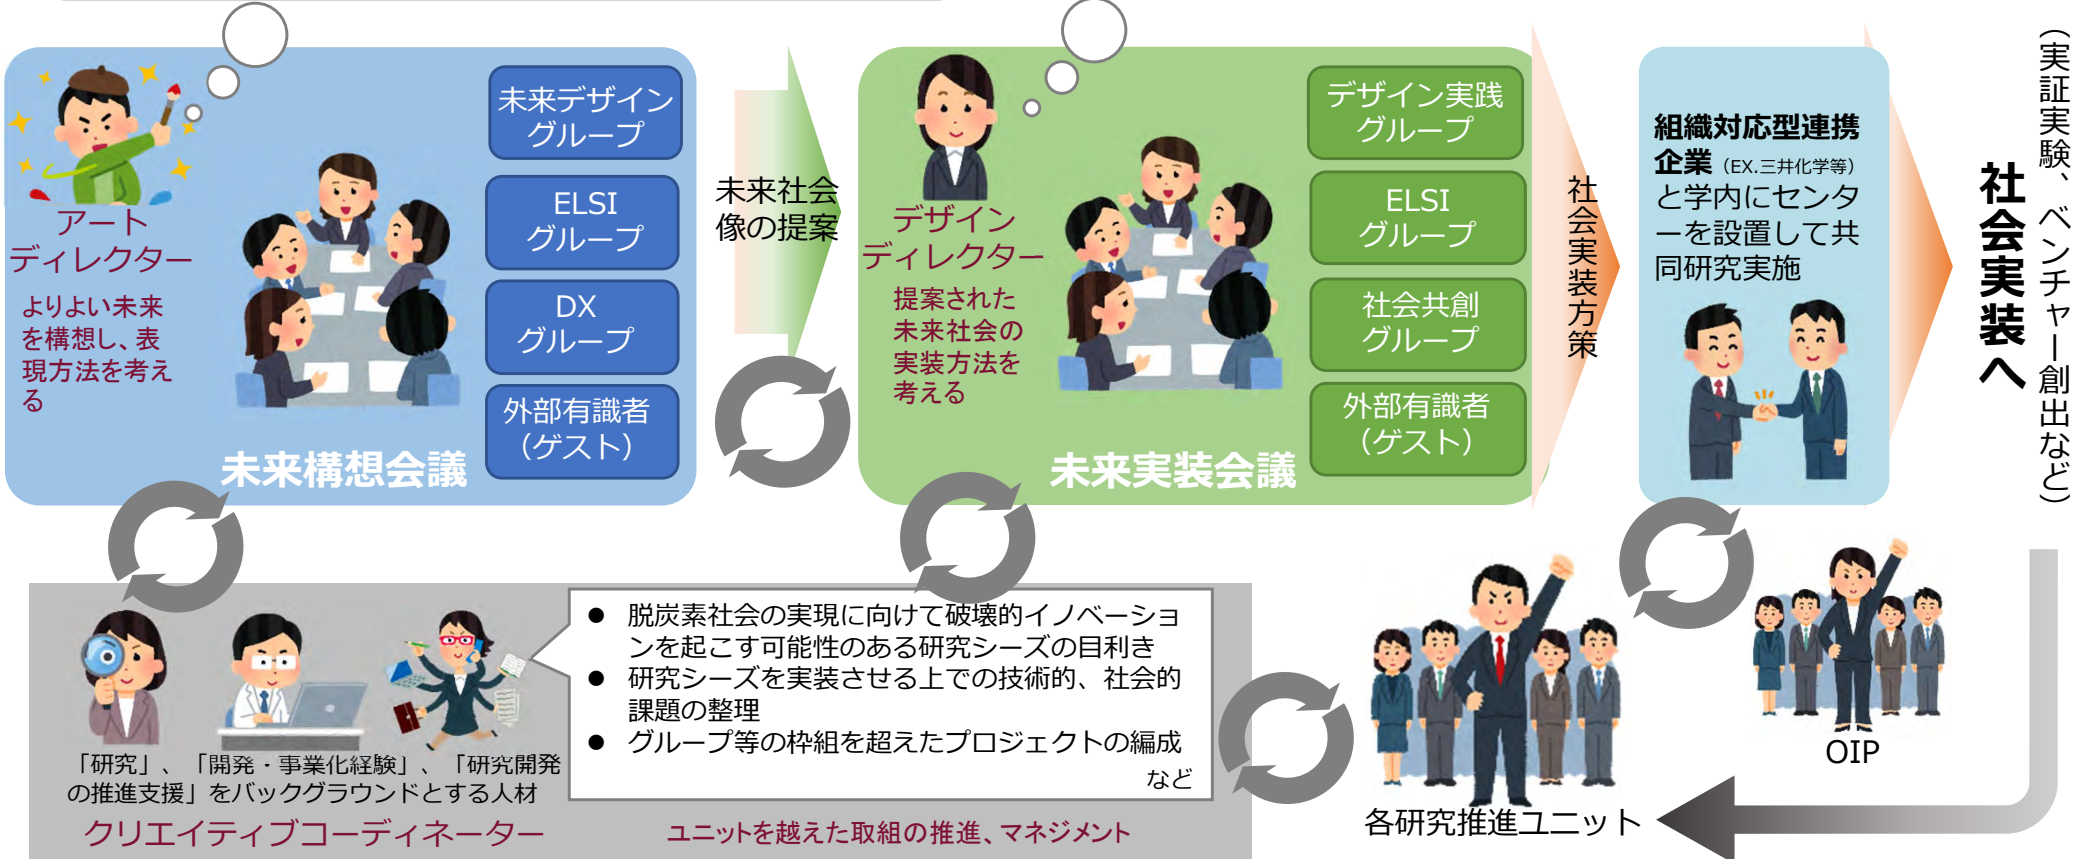 アート
ディレクター
よりよい未来
を構想し、表
現方法を考え
る
未来デザイン
グループ
ELSI
グループ
DX
グループ
外部有識者
（ゲスト）
未来構想会議
未来社会
像の提案
デザイン
ディレクター
提案された
未来社会の
実装方法を
考える
デザイン実践
グループ
ELSI
グループ
社会共創
グループ
外部有識者
（ゲスト）
未来実装会議
社会実装方策
組織対応型連携
企業（EX.三井化学等）
と学内にセンタ
ーを設置して共
同研究実施
社会実装へ
（実証実験、ベンチャー創出など）
「研究」、「開発・事業化経験」、「研究開発
の推進支援」をバックグラウンドとする人材
クリエイティブコーディネーター
● 脱炭素社会の実現に向けて破壊的イノベーショ
ンを起こす可能性のある研究シーズの目利き
● 研究シーズを実装させる上での技術的、社会的
課題の整理
● グループ等の枠組を超えたプロジェクトの編成
など
ユニットを越えた取組の推進、マネジメント
各研究推進ユニット
OIP